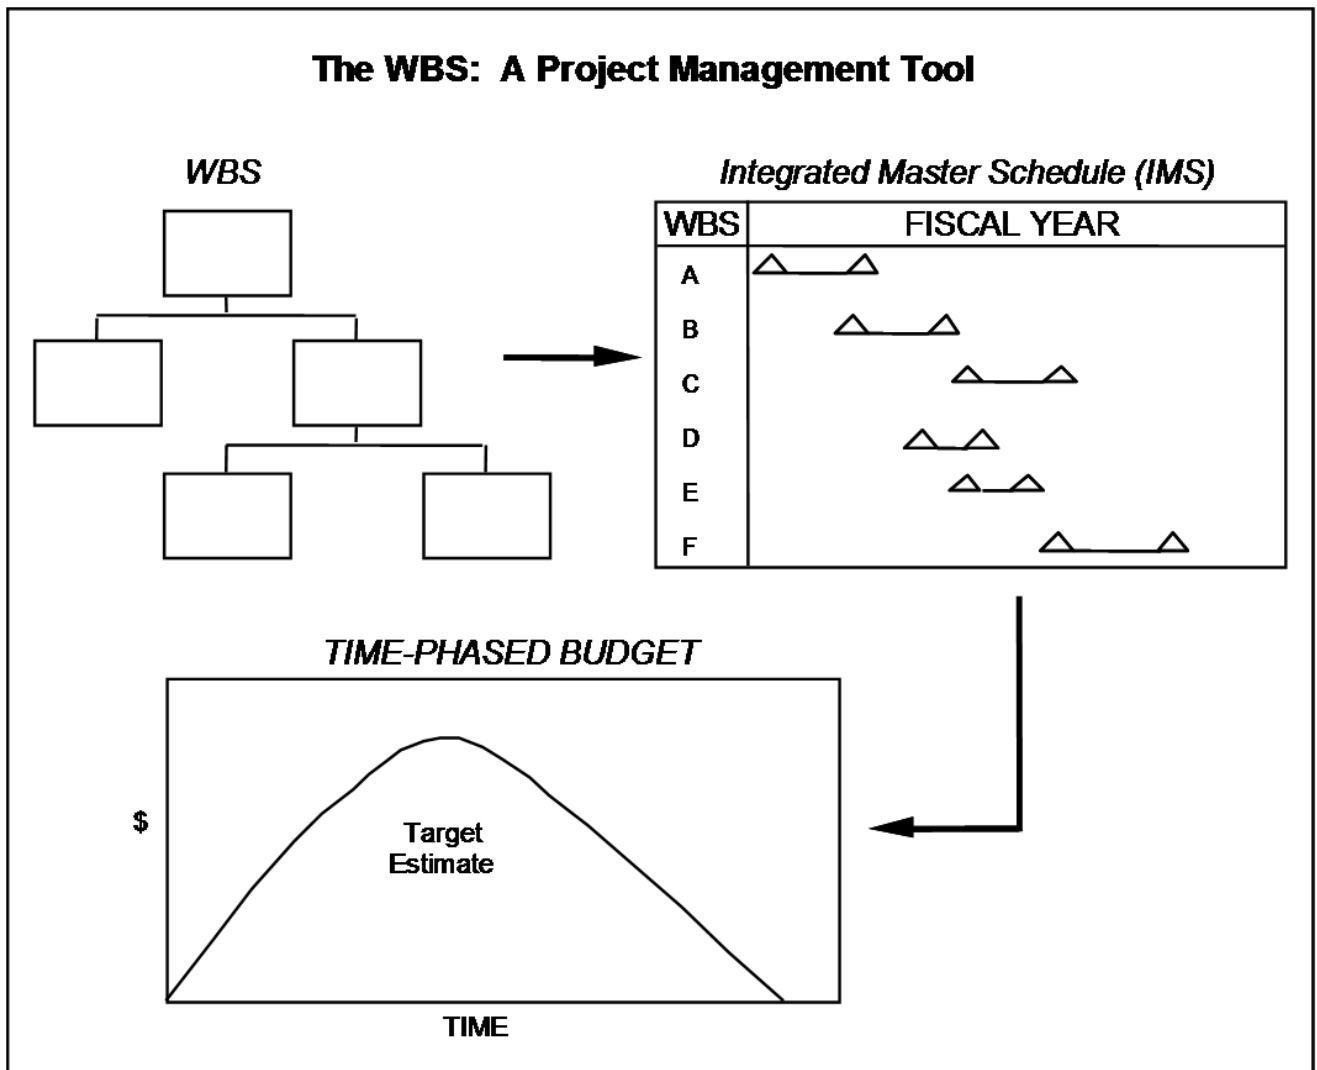 The WBS: A Project Management Tool
WBS
Integrated Master Schedule (IMS)
WBS FISCAL YEAR
A
B
C
D
E
F
TIME-PHASED BUDGET
$
Target
Estimate
TIME